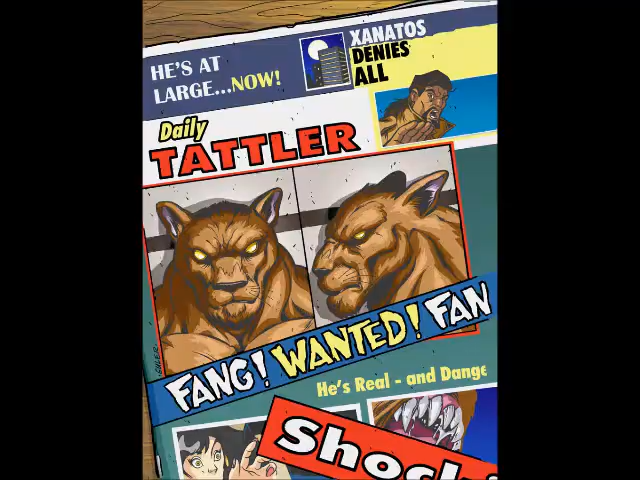 HE'S AT
LARGE...NOW!
XANATOS
DENIES
ALL
Daily
TATTLER
FANG! WANTED! FAN
He's Real - and Dange
Shock